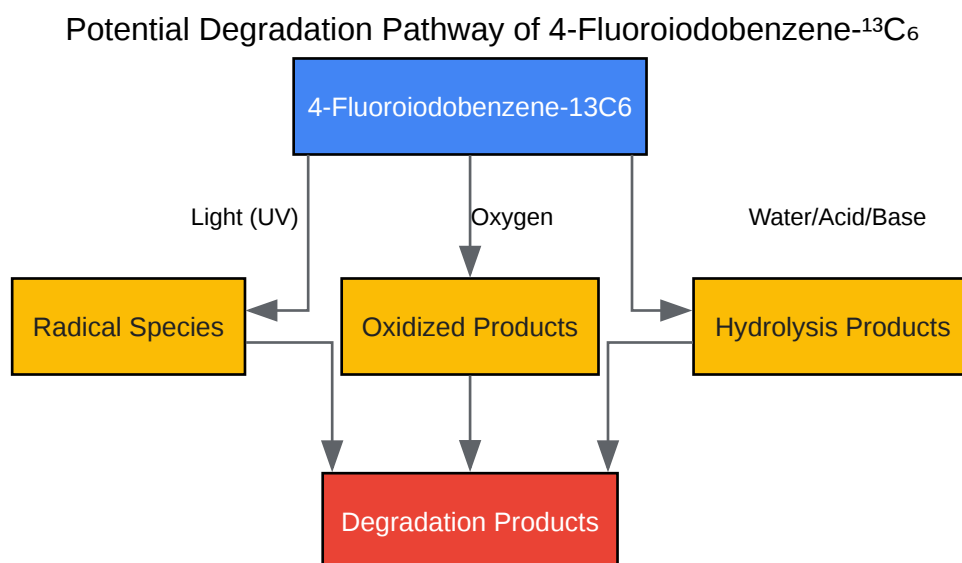 Potential Degradation Pathway of 4-Fluoroiodobenzene-¹³C₆
4-Fluoroiodobenzene-13C6
Light (UV)
Oxygen
Water/Acid/Base
Radical Species
Oxidized Products
Hydrolysis Products
Degradation Products